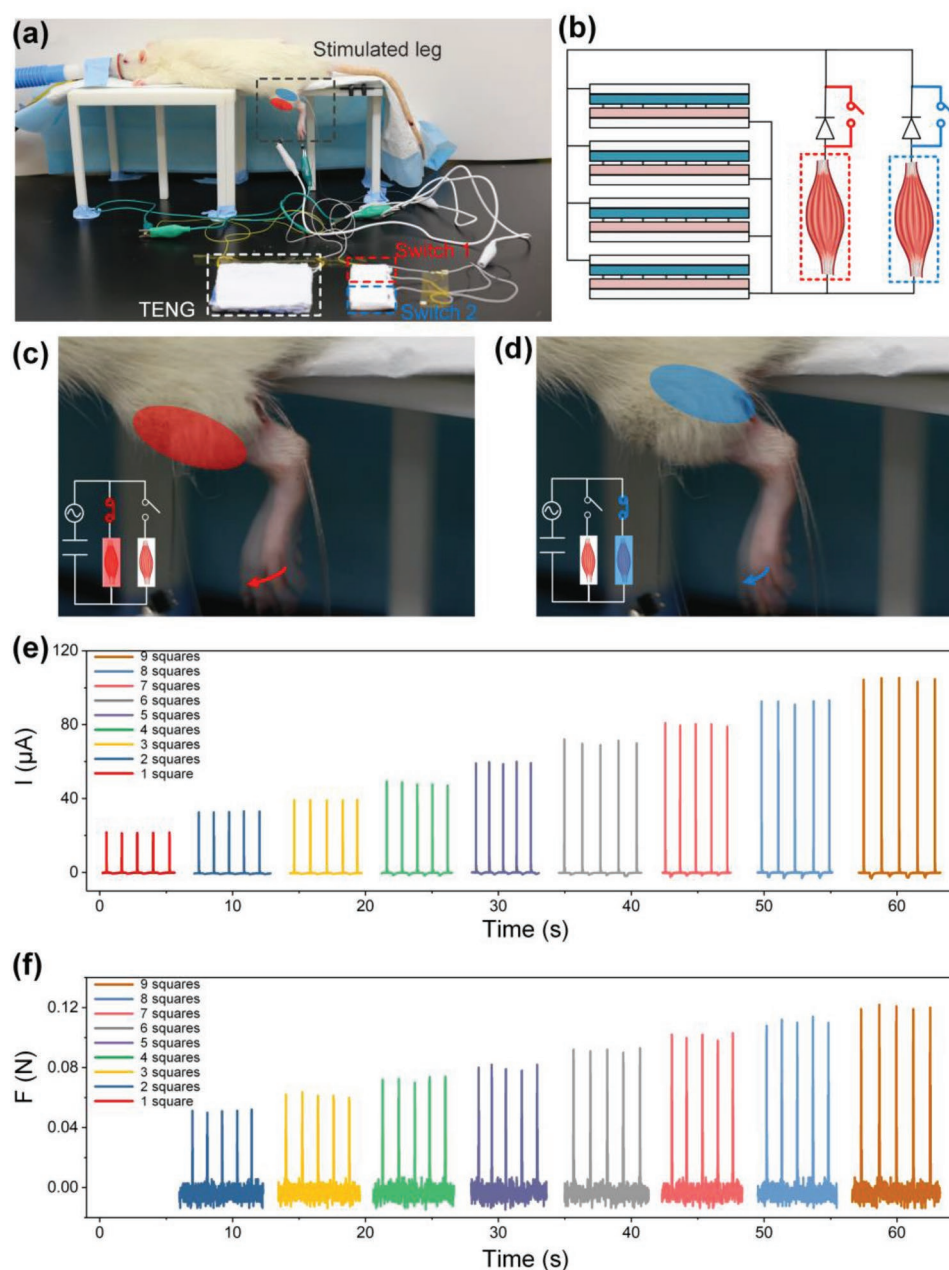 (a)
Stimulated leg
Switch 1
TENG
Switch 2
(b)
(c)
(d)
(e)
9 squares
8 squares
7 squares
6 squares
5 squares
4 squares
3 squares
2 squares
1 square
I (μA)
120
80
40
0
0 10 20 30 40 50 60
Time (s)
(f)
9 squares
8 squares
7 squares
6 squares
5 squares
4 squares
3 squares
2 squares
1 square
F (N)
0.12
0.08
0.04
0.00
0 10 20 30 40 50 60
Time (s)